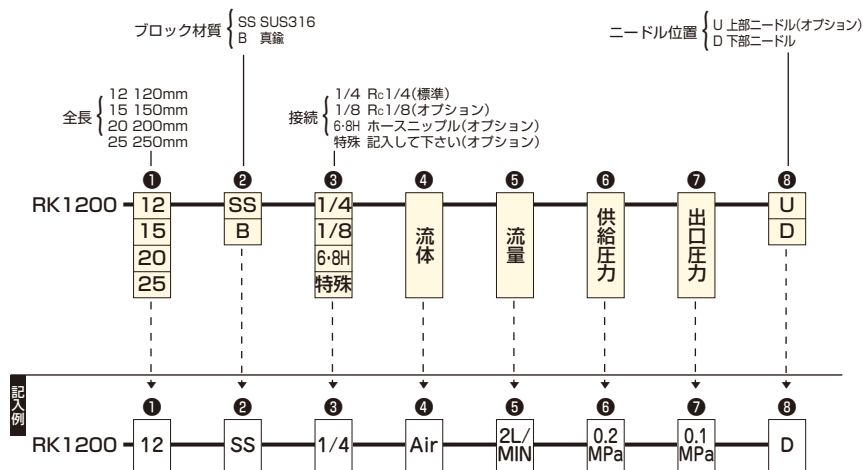 ブロック材質
SS SUS316
B 真鍮
ニードル位置
U 上部ニードル(オプション)
D 下部ニードル
全長
12 120mm
15 150mm
20 200mm
25 250mm
接続
1/4 Rc1/4(標準)
1/8 Rc1/8(オプション)
6・8H ホースニップル(オプション)
特殊 記入して下さい(オプション)
❶ ❷ ❸ ❹ ❺ ❻ ❼ ❽
RK1200 12 SS 1/4 流体 流量 供給圧力 出口圧力 U
15 B 1/8 D
20 6・8H
25 特殊
記入例
❶ ❷ ❸ ❹ ❺ ❻ ❼ ❽
RK1200 12 SS 1/4 Air 2L/MIN 0.2MPa 0.1MPa D